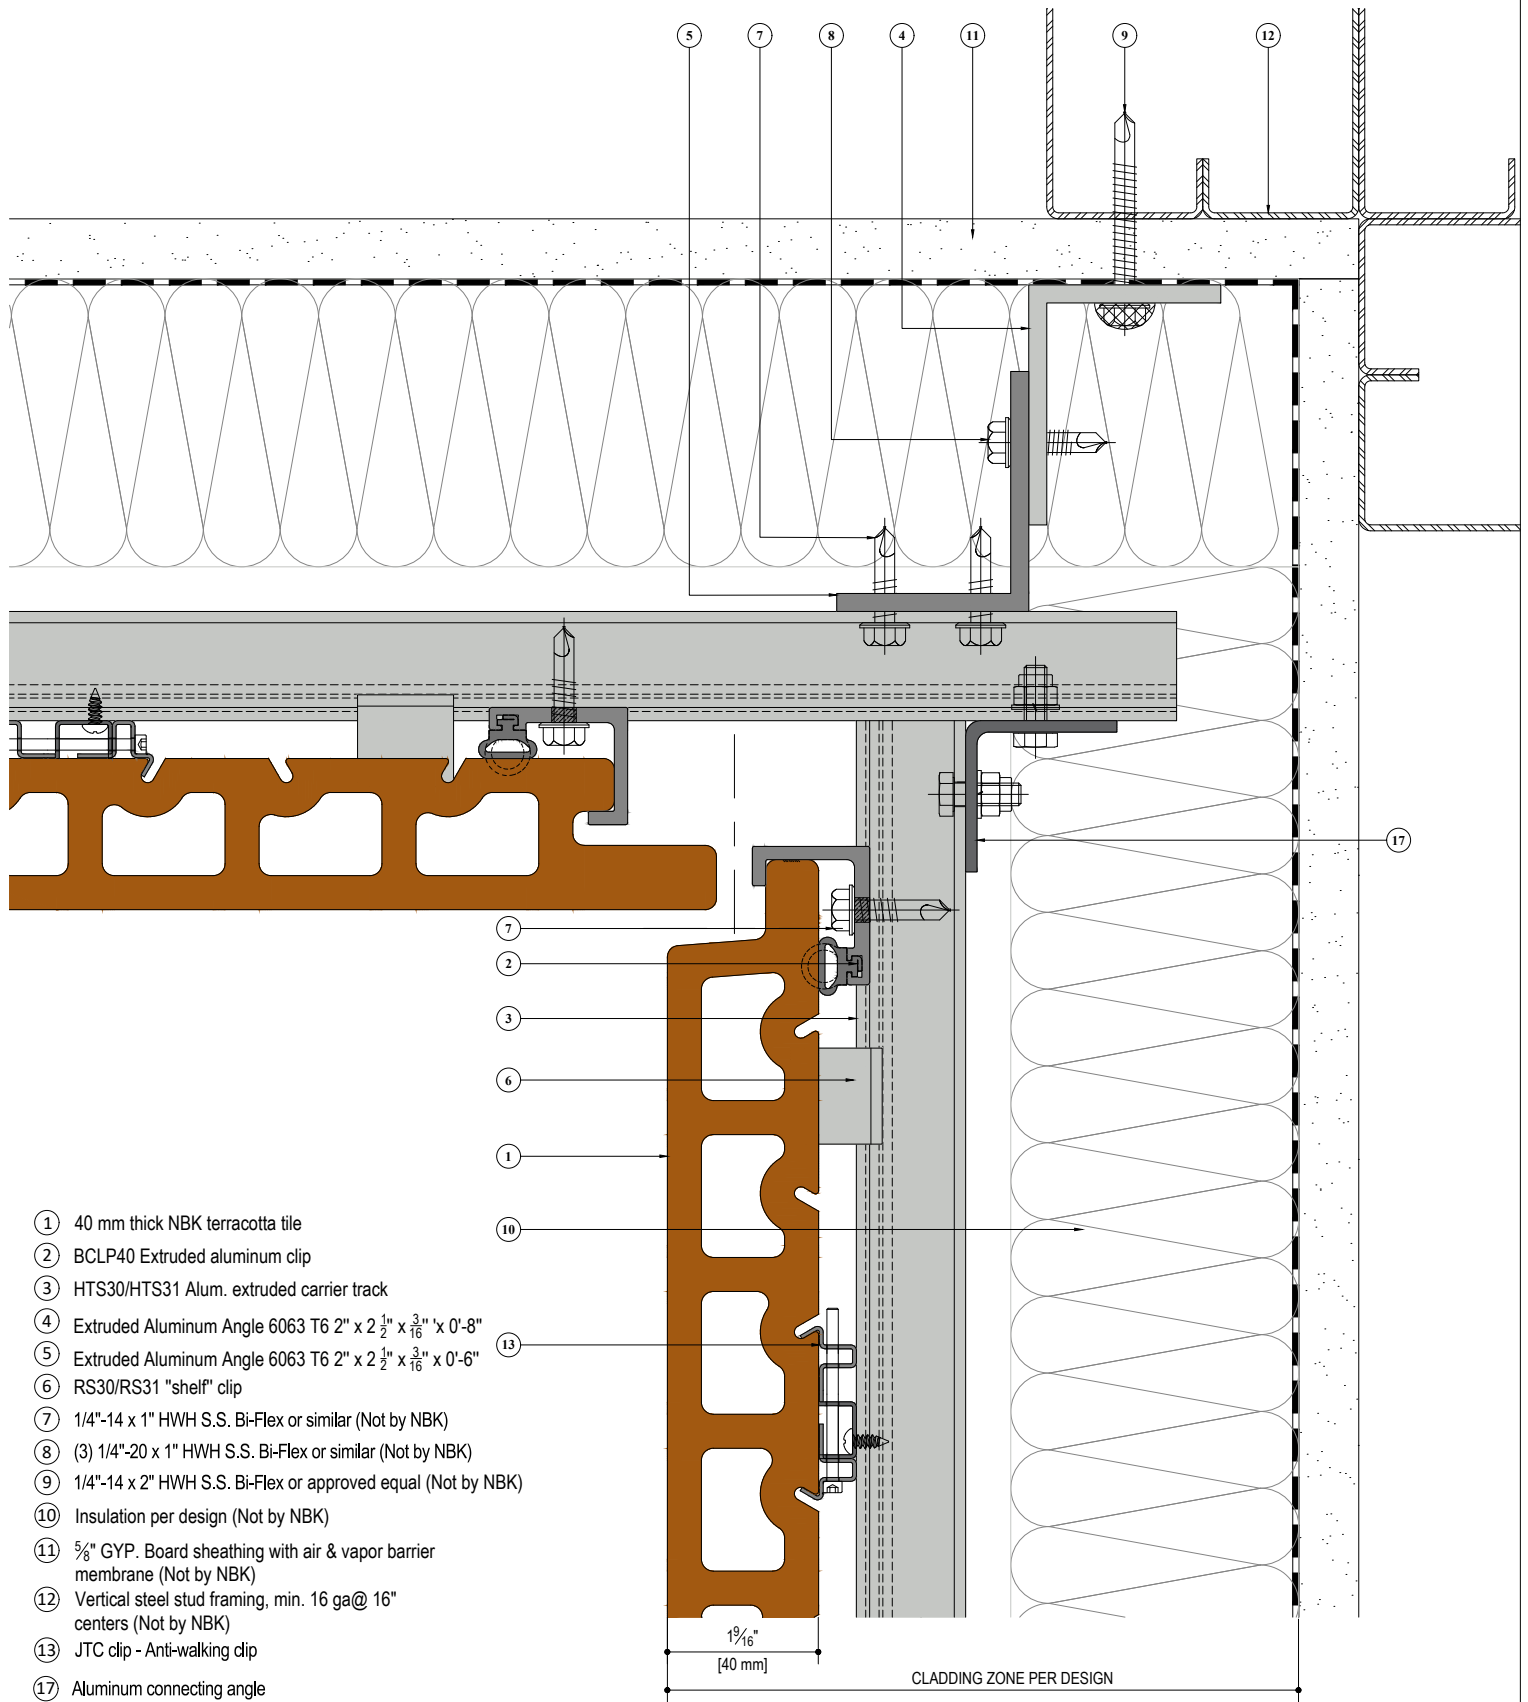 5 7 8 4 11 9 12
17
7
2
3
6
1
10
13
1 40 mm thick NBK terracotta tile
2 BCLP40 Extruded aluminum clip
3 HTS30/HTS31 Alum. extruded carrier track
4 Extruded Aluminum Angle 6063 T6 2" x 2 1/2" x 3/16" 'x 0'-8"
5 Extruded Aluminum Angle 6063 T6 2" x 2 1/2" x 3/16" x 0'-6"
6 RS30/RS31 "shelf" clip
7 1/4"-14 x 1" HWH S.S. Bi-Flex or similar (Not by NBK)
8 (3) 1/4"-20 x 1" HWH S.S. Bi-Flex or similar (Not by NBK)
9 1/4"-14 x 2" HWH S.S. Bi-Flex or approved equal (Not by NBK)
10 Insulation per design (Not by NBK)
11 5/8" GYP. Board sheathing with air & vapor barrier
membrane (Not by NBK)
12 Vertical steel stud framing, min. 16 ga@ 16"
centers (Not by NBK)
13 JTC clip - Anti-walking clip
17 Aluminum connecting angle
1 9/16"
[40 mm]
CLADDING ZONE PER DESIGN